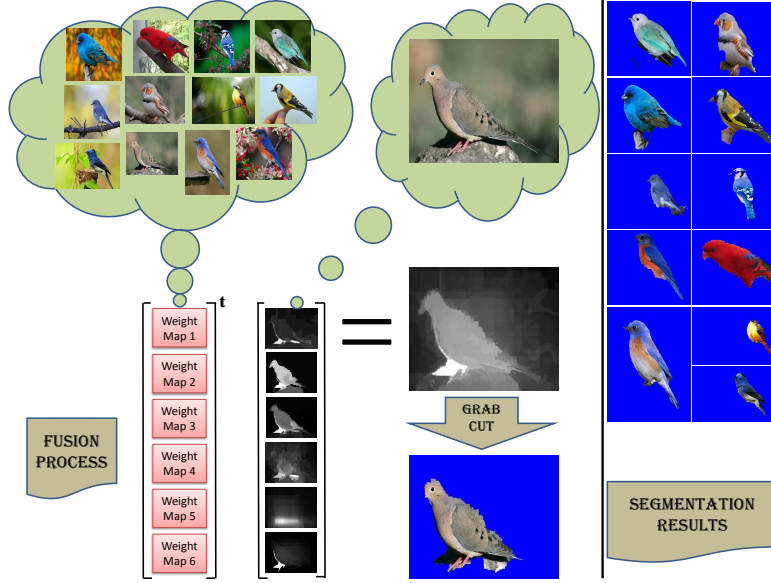 t
Weight
Map 1
Weight
Map 2
Weight
Map 3
Weight
Map 4
Weight
Map 5
Weight
Map 6
FUSION
PROCESS
GRAB
CUT
SEGMENTATION
RESULTS